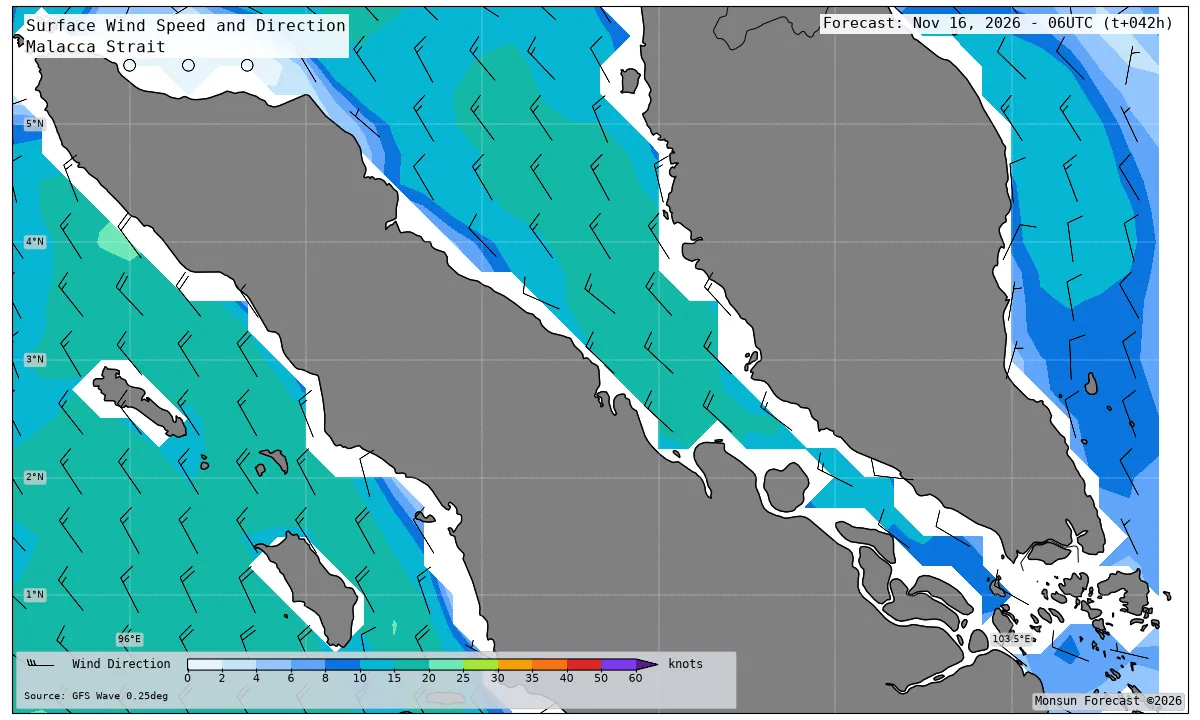 Surface Wind Speed and Direction
Malacca Strait
Forecast: Nov 16, 2026 - 06UTC (t+042h)
5°N
4°N
3°N
2°N
1°N
96°E
103.5°E
Wind Direction
knots
0 2 4 6 8 10 15 20 25 30 35 40 50 60
Source: GFS Wave 0.25deg
Monsun Forecast ©2026